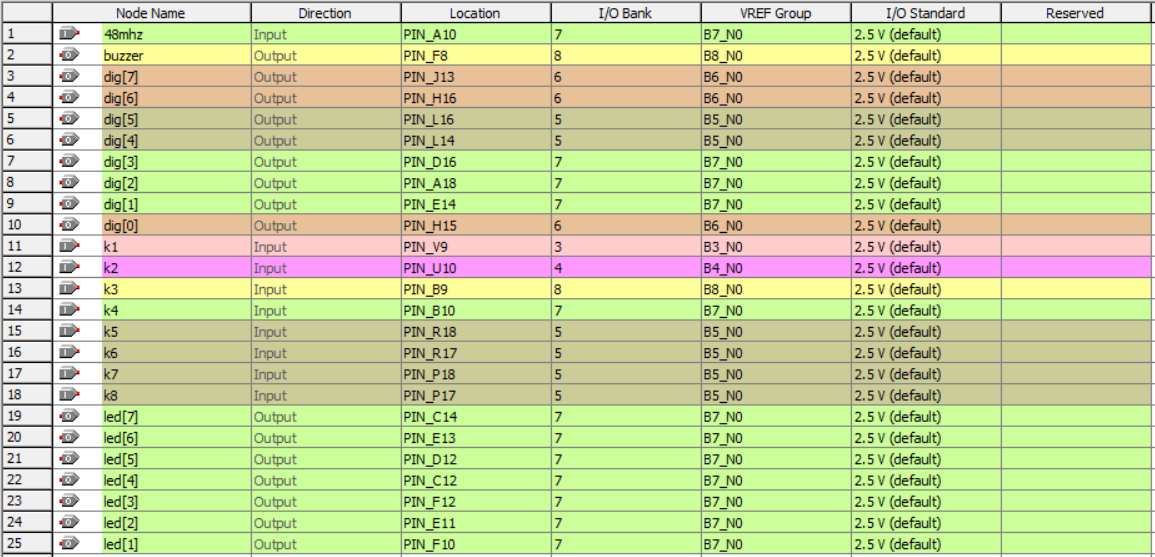 Node Name Direction Location I/O Bank VREF Group I/O Standard Reserved
1 48mhz Input PIN_A10 7 B7_N0 2.5 V (default)
2 buzzer Output PIN_F8 8 B8_N0 2.5 V (default)
3 dig[7] Output PIN_J13 6 B6_N0 2.5 V (default)
4 dig[6] Output PIN_H16 6 B6_N0 2.5 V (default)
5 dig[5] Output PIN_L16 5 B5_N0 2.5 V (default)
6 dig[4] Output PIN_L14 5 B5_N0 2.5 V (default)
7 dig[3] Output PIN_D16 7 B7_N0 2.5 V (default)
8 dig[2] Output PIN_A18 7 B7_N0 2.5 V (default)
9 dig[1] Output PIN_E14 7 B7_N0 2.5 V (default)
10 dig[0] Output PIN_H15 6 B6_N0 2.5 V (default)
11 k1 Input PIN_V9 3 B3_N0 2.5 V (default)
12 k2 Input PIN_U10 4 B4_N0 2.5 V (default)
13 k3 Input PIN_B9 8 B8_N0 2.5 V (default)
14 k4 Input PIN_B10 7 B7_N0 2.5 V (default)
15 k5 Input PIN_R18 5 B5_N0 2.5 V (default)
16 k6 Input PIN_R17 5 B5_N0 2.5 V (default)
17 k7 Input PIN_P18 5 B5_N0 2.5 V (default)
18 k8 Input PIN_P17 5 B5_N0 2.5 V (default)
19 led[7] Output PIN_C14 7 B7_N0 2.5 V (default)
20 led[6] Output PIN_E13 7 B7_N0 2.5 V (default)
21 led[5] Output PIN_D12 7 B7_N0 2.5 V (default)
22 led[4] Output PIN_C12 7 B7_N0 2.5 V (default)
23 led[3] Output PIN_F12 7 B7_N0 2.5 V (default)
24 led[2] Output PIN_E11 7 B7_N0 2.5 V (default)
25 led[1] Output PIN_F10 7 B7_N0 2.5 V (default)